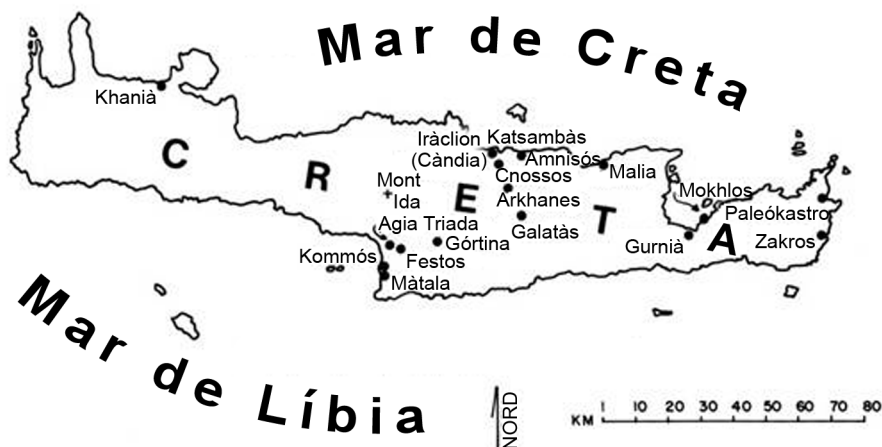 Mar de Creta
Khanià
C R E T A
Iràclion
(Càndia)
Katsambàs
Amnisós
Cnossos
Malia
Mont
Ida
Arkhanes
Mokhlos
Agia Triada
Galatàs
Paleókastro
Górtina
Gurnià
Zakros
Kommós
Festos
Màtala
Mar de Líbia
NORD
KM 1 10 20 30 40 50 60 70 80